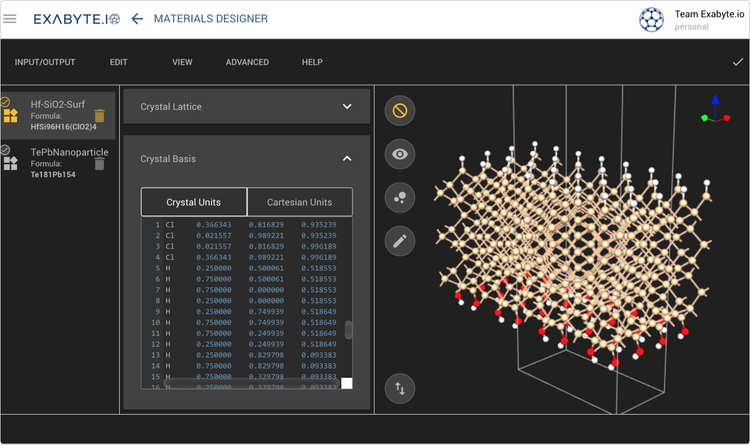 EXABYTE.IO
MATERIALS DESIGNER
Team Exabyte.io
personal
INPUT/OUTPUT EDIT VIEW ADVANCED HELP
Hf-SiO2-Surf
Formula:
HfSi96H16(ClO2)4
TePbNanoparticle
Formula:
Te181Pb154
Crystal Lattice
Crystal Basis
Crystal Units Cartesian Units
1 Cl 0.366343 0.816829 0.935239
2 Cl 0.021557 0.989221 0.935239
3 Cl 0.021557 0.816829 0.996189
4 Cl 0.366343 0.989221 0.996189
5 H 0.250000 0.500061 0.518553
6 H 0.750000 0.500061 0.518553
7 H 0.750000 0.000000 0.518553
8 H 0.250000 0.000000 0.518553
9 H 0.250000 0.749939 0.518649
10 H 0.750000 0.749939 0.518649
11 H 0.750000 0.249939 0.518649
12 H 0.250000 0.249939 0.518649
13 H 0.250000 0.829798 0.093383
14 H 0.750000 0.829798 0.093383
15 H 0.750000 0.329798 0.093383
16 H 0.250000 0.329798 0.093383